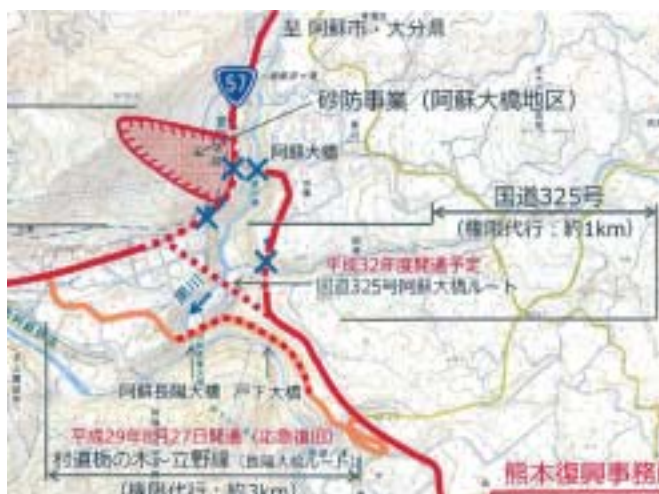 至 阿蘇市・大分県
57
砂防事業（阿蘇大橋地区）
阿蘇大橋
国道325号
（権限代行：約1km）
平成32年度開通予定
国道325号阿蘇大橋ルート
黒川
阿蘇長陽大橋 戸下大橋
平成29年8月27日開通（応急復旧）
村道栃の木～立野線（長陽大橋ルート）
（権限代行：約3km）
熊本復興事務